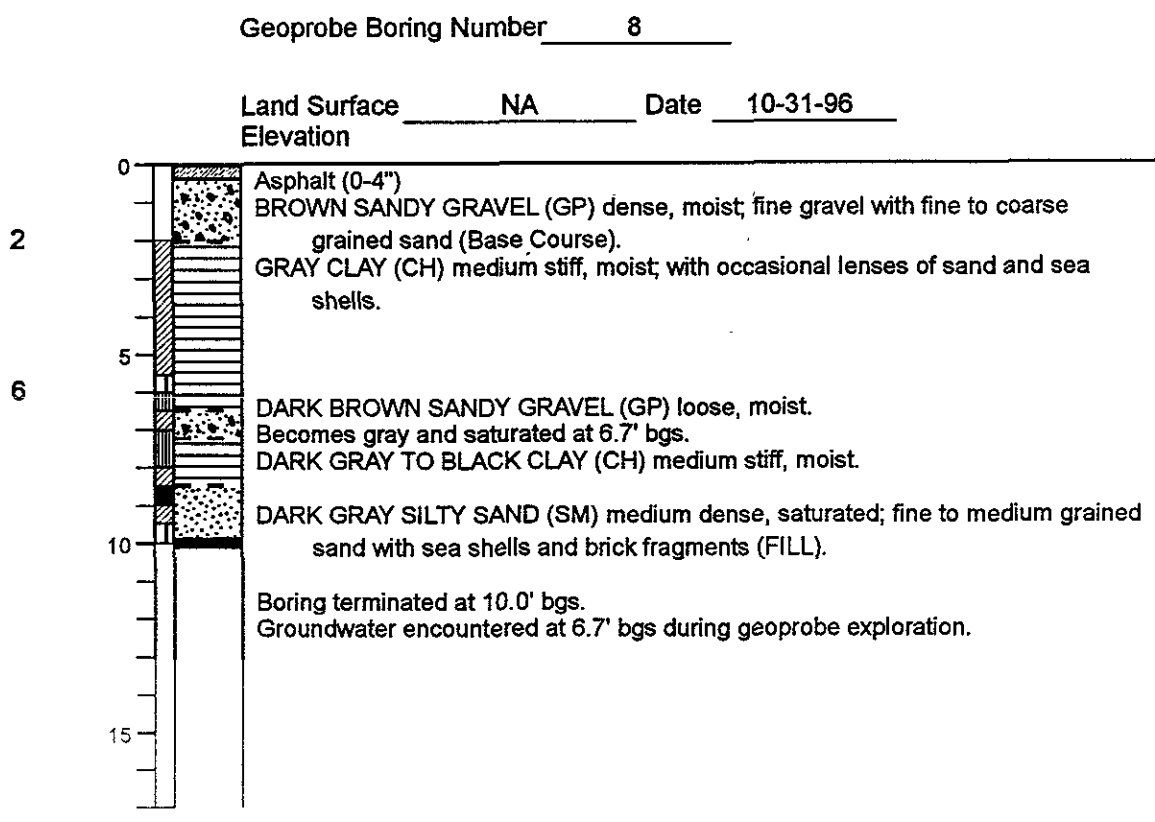 Geoprobe Boring Number 8
Land Surface NA Date 10-31-96
Elevation
0
Asphalt (0-4")
BROWN SANDY GRAVEL (GP) dense, moist; fine gravel with fine to coarse
2
grained sand (Base Course).
GRAY CLAY (CH) medium stiff, moist; with occasional lenses of sand and sea
shells.
5
6
DARK BROWN SANDY GRAVEL (GP) loose, moist.
Becomes gray and saturated at 6.7' bgs.
DARK GRAY TO BLACK CLAY (CH) medium stiff, moist.
DARK GRAY SILTY SAND (SM) medium dense, saturated; fine to medium grained
10
sand with sea shells and brick fragments (FILL).
Boring terminated at 10.0' bgs.
Groundwater encountered at 6.7' bgs during geoprobe exploration.
15